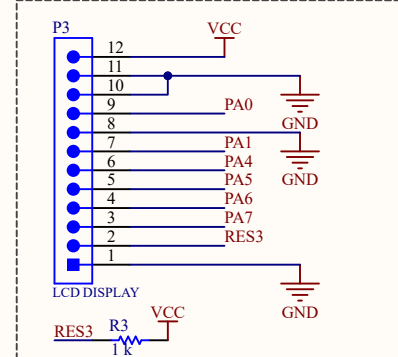 P3
VCC
12
11
10
9 PA0
GND
8
7 PA1
6 PA4
GND
5 PA5
4 PA6
3 PA7
2 RES3
1
LCD DISPLAY
GND
VCC
RES3 R3
1 k